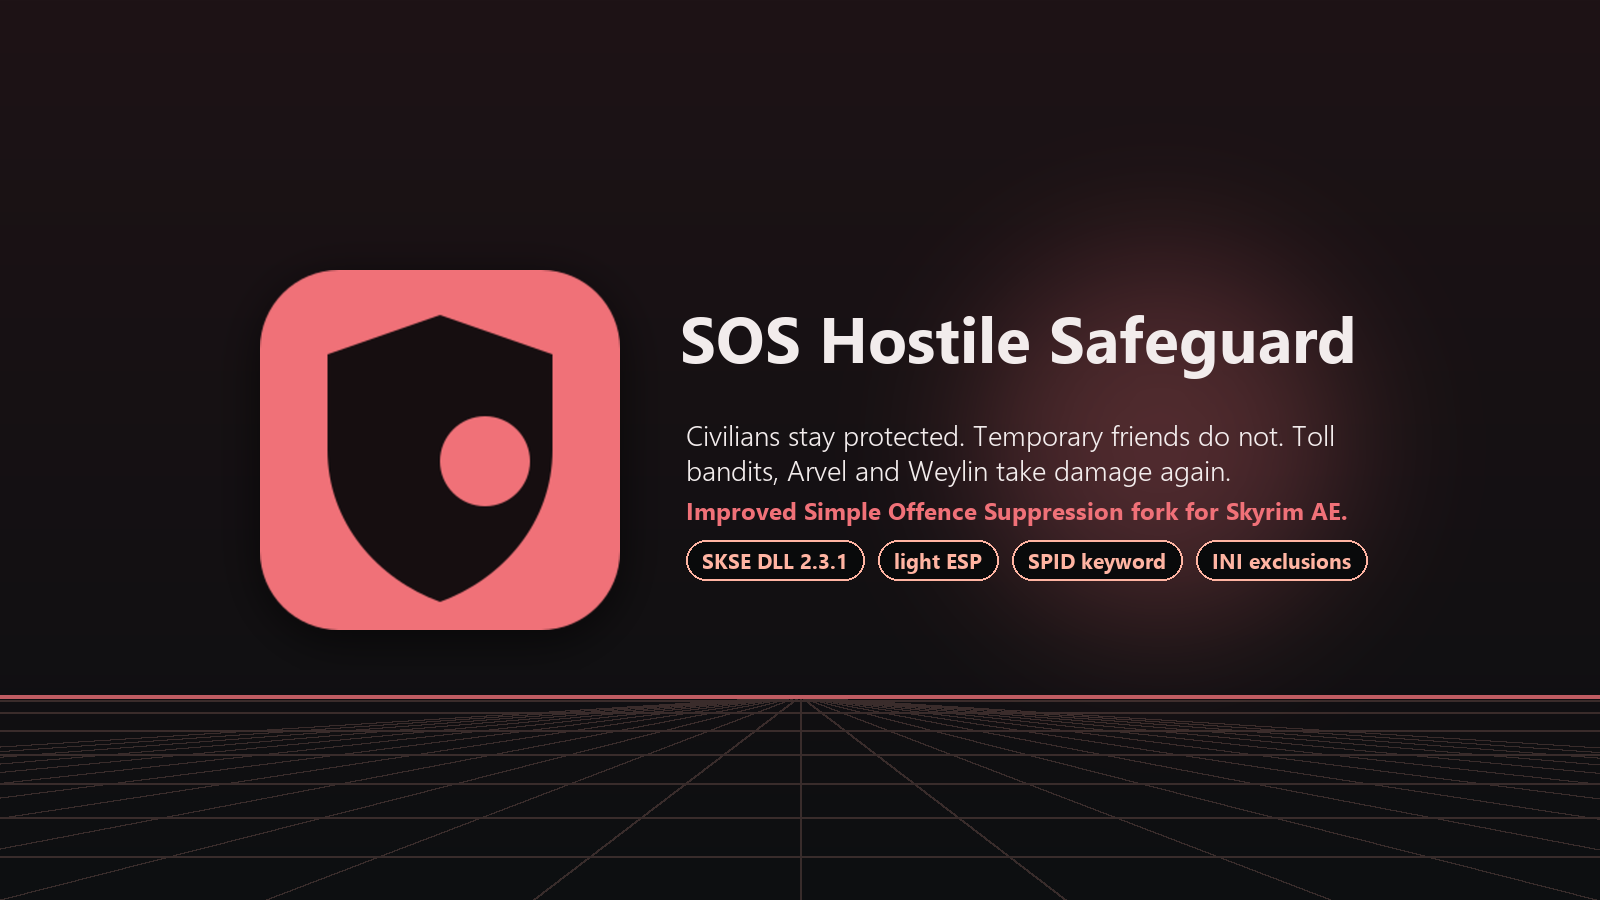 SOS Hostile Safeguard
Civilians stay protected. Temporary friends do not. Toll
bandits, Arvel and Weylin take damage again.
Improved Simple Offence Suppression fork for Skyrim AE.
SKSE DLL 2.3.1
light ESP
SPID keyword
INI exclusions